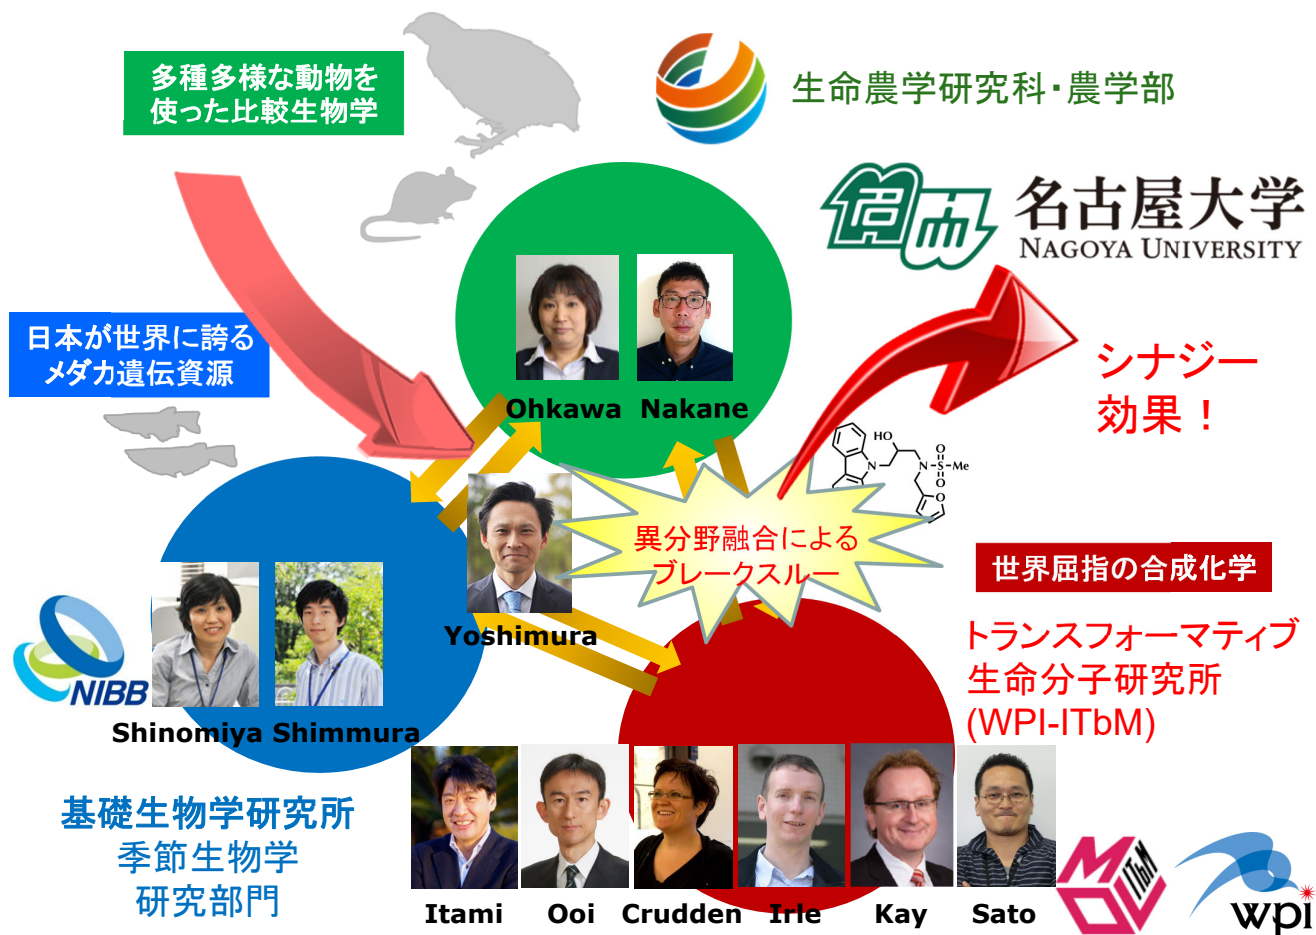 多種多様な動物を
使った比較生物学
生命農学研究科・農学部
名大
名古屋大学
NAGOYA UNIVERSITY
日本が世界に誇る
メダカ遺伝資源
シナジー
効果！
Ohkawa
Nakane
HO
N
N
O
S
O
Me
O
異分野融合による
ブレークスルー
世界屈指の合成化学
Yoshimura
トランスフォーマティブ
生命分子研究所
(WPI-ITbM)
NIBB
Shinomiya
Shimmura
基礎生物学研究所
季節生物学
研究部門
Itami
Ooi
Crudden
Irle
Kay
Sato
ITbM
wpi